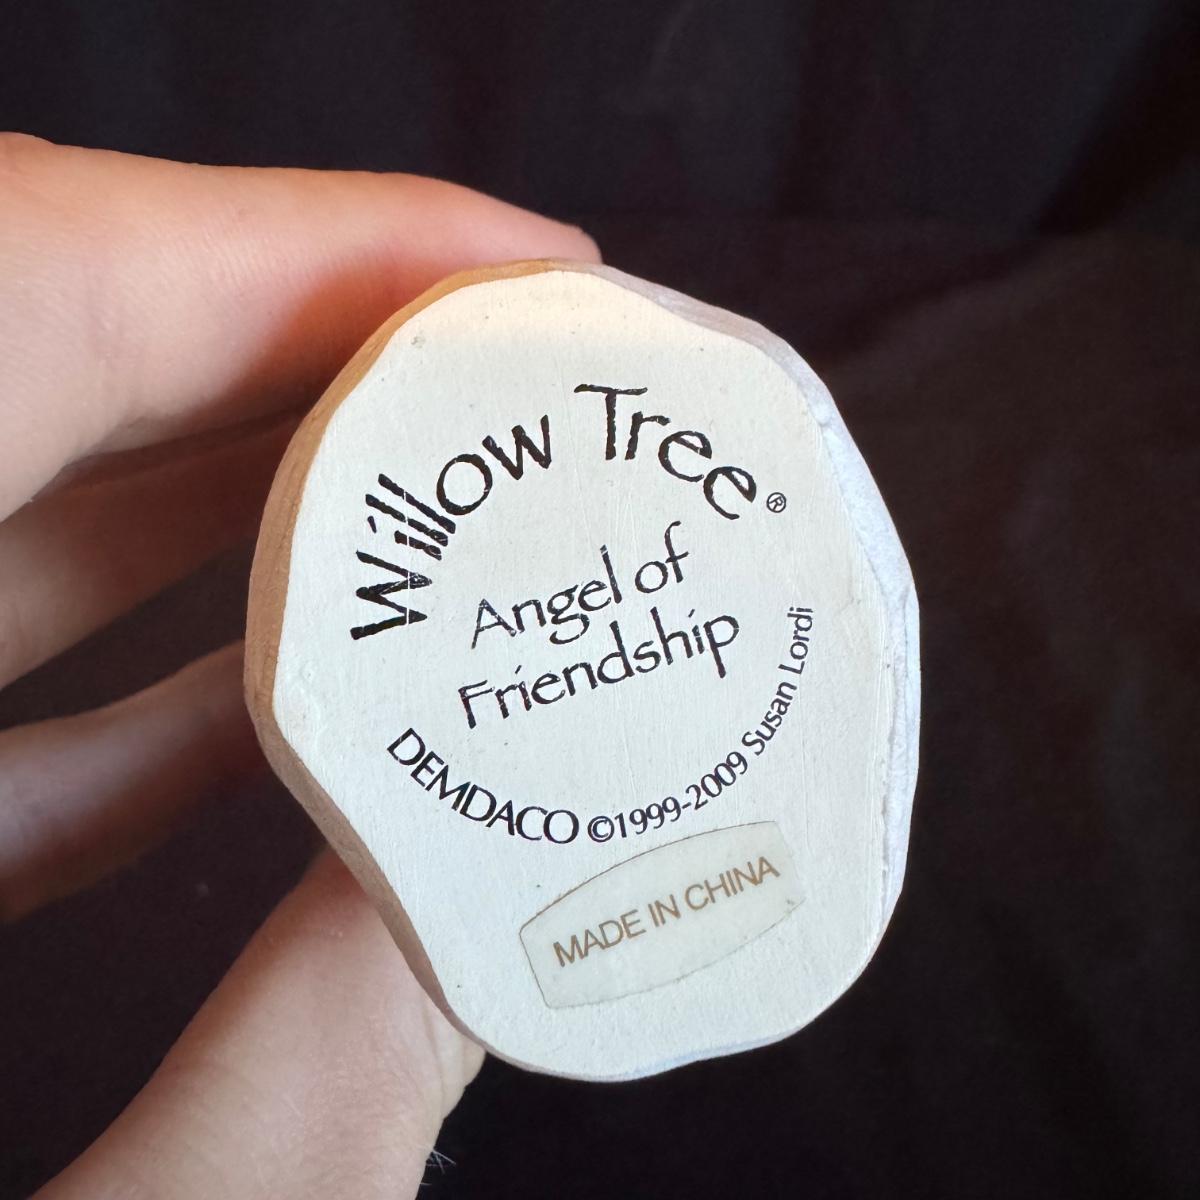 Willow Tree®
Angel of
Friendship
DEMDACO ©1999-2009 Susan Lordi
MADE IN CHINA